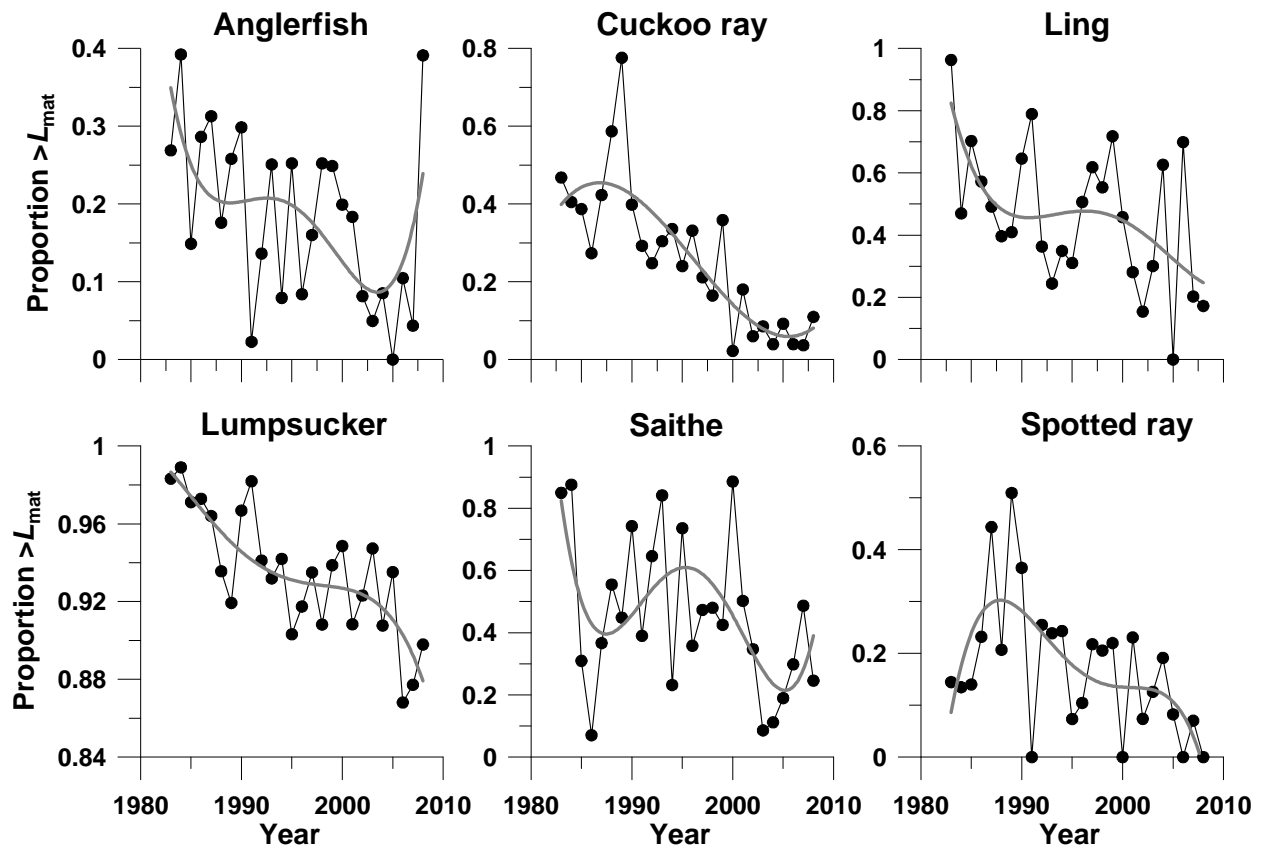 Anglerfish
Cuckoo ray
Ling
Proportion >Lmat
0.4
0.3
0.2
0.1
0
0.8
0.6
0.4
0.2
0
1
0.8
0.6
0.4
0.2
0
Lumpsucker
Saithe
Spotted ray
Proportion >Lmat
1
0.96
0.92
0.88
0.84
1
0.8
0.6
0.4
0.2
0
0.6
0.4
0.2
0
1980 1990 2000 2010
1980 1990 2000 2010
1980 1990 2000 2010
Year
Year
Year